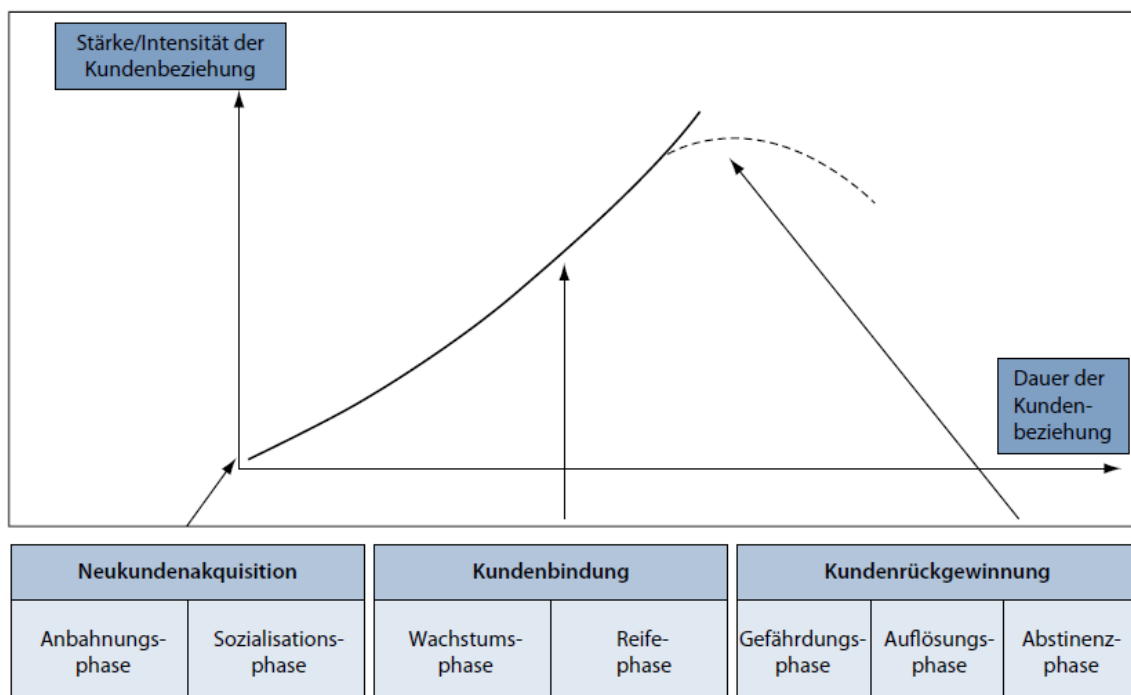 Stärke/Intensität der
Kundenbeziehung
Dauer der
Kunden-
beziehung
Neukundenakquisition
Kundenbindung
Kundenrückgewinnung
Anbahnungs-
phase
Sozialisations-
phase
Wachstums-
phase
Reife-
phase
Gefährdungs-
phase
Auflösungs-
phase
Abstinenz-
phase